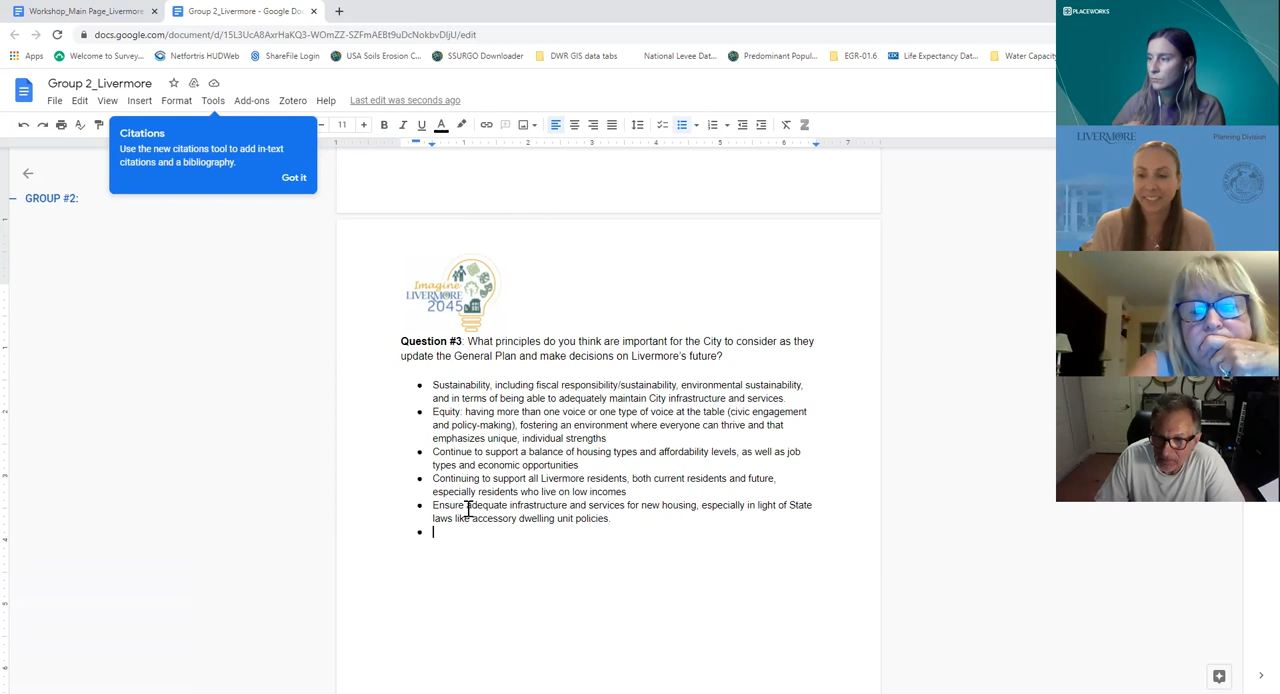 Workshop_Main Page_Livermore
Group 2_Livermore - Google Doc
docs.google.com/document/d/15L3UcA8AxrHaKQ3-WOmZZ-SZFmAEBt9uDcNokbvDIjU/edit
Apps
Welcome to Survey...
Netfortris HUDWeb
ShareFile Login
USA Soils Erosion C...
SSURGO Downloader
DWR GIS data tabs
National Levee Dat...
Predominant Popul...
EGR-01.6
Life Expectancy Dat...
Water Capacity
Group 2_Livermore
File Edit View Insert Format Tools Add-ons Zotero Help Last edit was seconds ago
11
Citations
Use the new citations tool to add in-text
citations and a bibliography.
Got it
GROUP #2:
Imagine
LIVERMORE
2045
Question #3: What principles do you think are important for the City to consider as they
update the General Plan and make decisions on Livermore's future?
Sustainability, including fiscal responsibility/sustainability, environmental sustainability,
and in terms of being able to adequately maintain City infrastructure and services.
Equity: having more than one voice or one type of voice at the table (civic engagement
and policy-making), fostering an environment where everyone can thrive and that
emphasizes unique, individual strengths
Continue to support a balance of housing types and affordability levels, as well as job
types and economic opportunities
Continuing to support all Livermore residents, both current residents and future,
especially residents who live on low incomes
Ensure adequate infrastructure and services for new housing, especially in light of State
laws like accessory dwelling unit policies.
PLACEWORKS
LIVERMORE
Planning Division